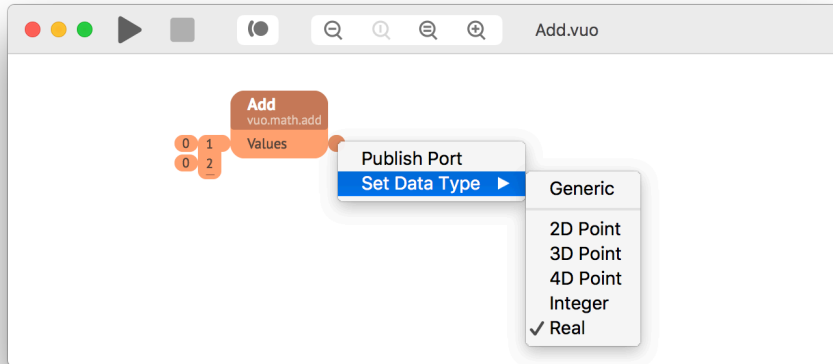 Add.vuo
Add
vuo.math.add
0 1 Values
0 2
Publish Port
Set Data Type
Generic
2D Point
3D Point
4D Point
Integer
Real